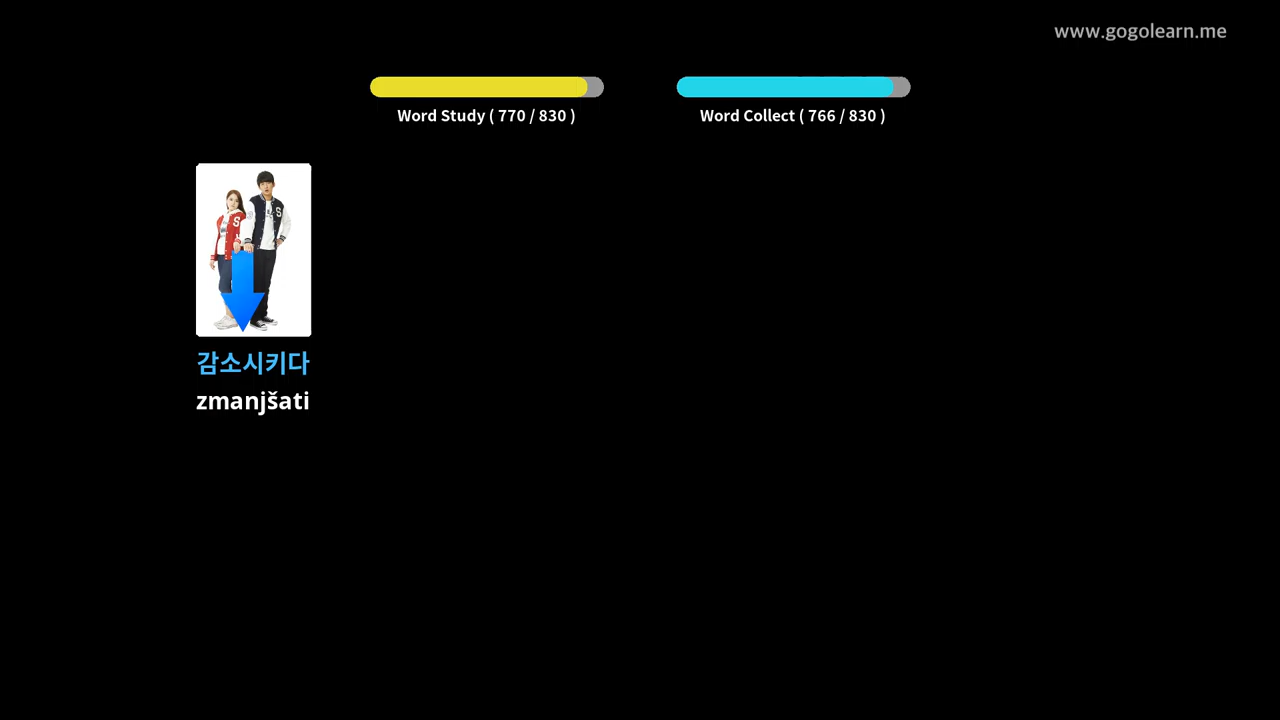 www.gogolearn.me
Word Study ( 770 / 830 )
Word Collect ( 766 / 830 )
S
S
감소시키다
zmanjšati